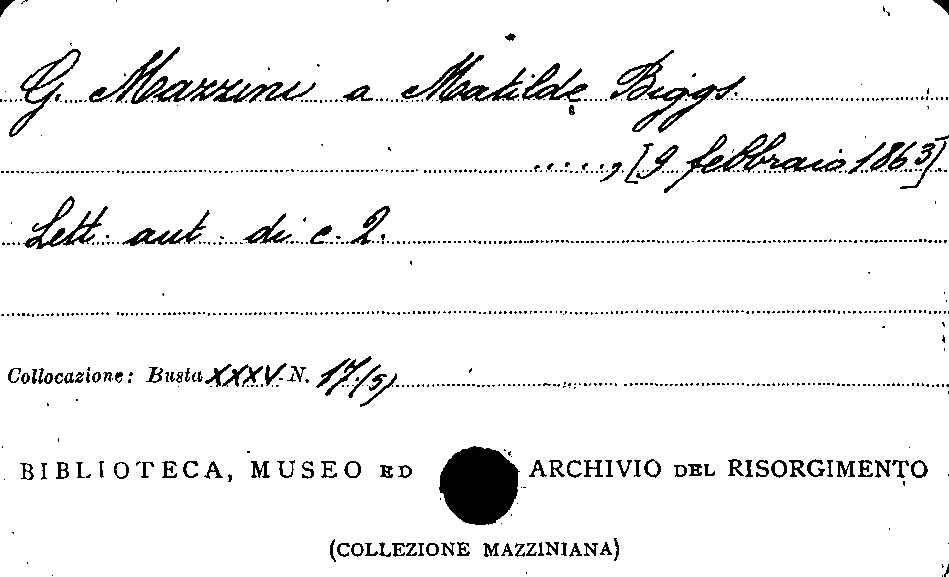 G. Mazzini a Matilde Biggs.
....., [9 febbraio 1863]
Lett. aut. di c. 2.
Collocazione: Busta XXXV N. 17.(5)
BIBLIOTECA, MUSEO ED ARCHIVIO DEL RISORGIMENTO
(COLLEZIONE MAZZINIANA)